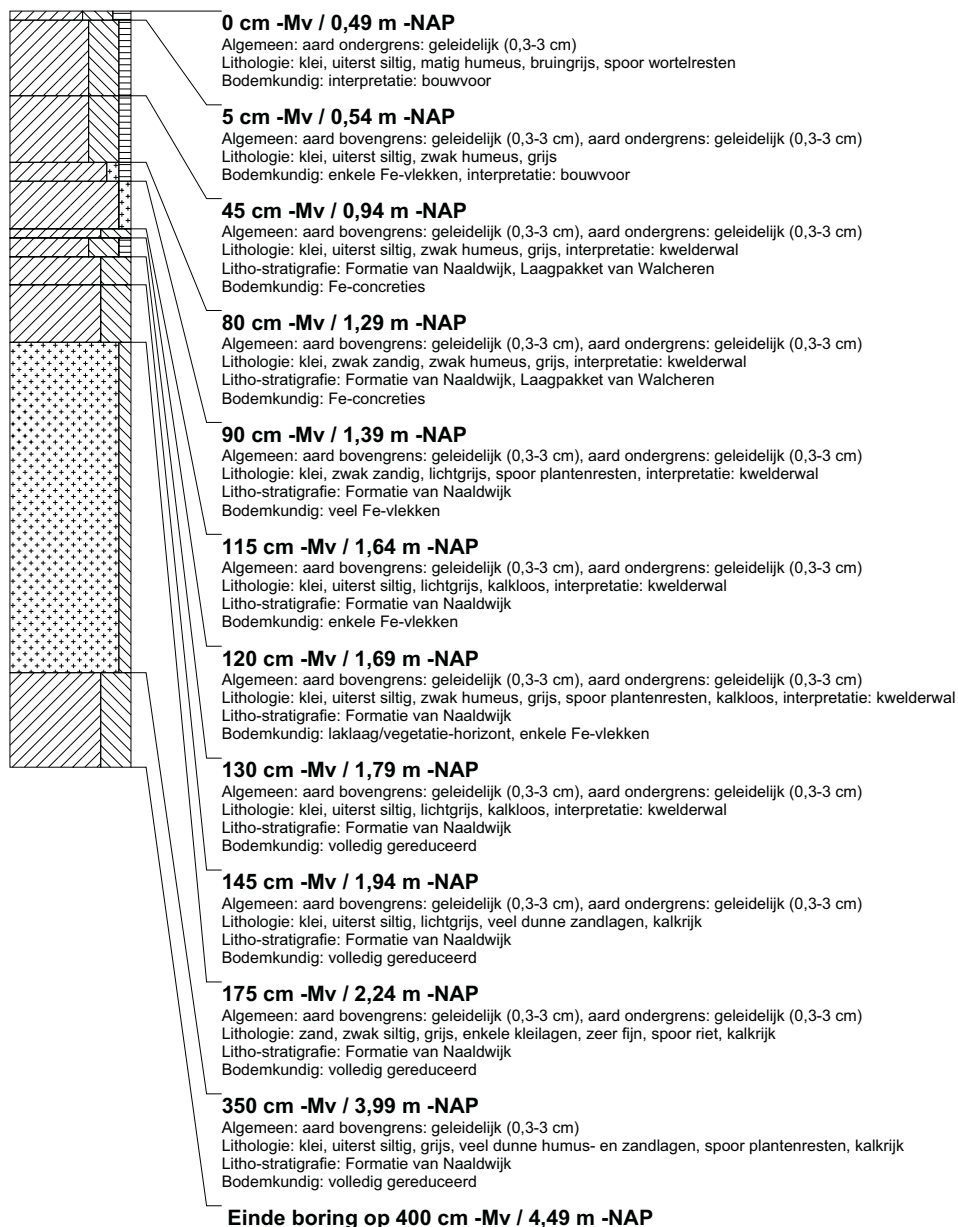 0 cm -Mv / 0,49 m -NAP
Algemeen: aard ondergrens: geleidelijk (0,3-3 cm)
Lithologie: klei, uiterst siltig, matig humeus, bruingrijs, spoor wortelresten
Bodemkundig: interpretatie: bouwvoor
5 cm -Mv / 0,54 m -NAP
Algemeen: aard bovengrens: geleidelijk (0,3-3 cm), aard ondergrens: geleidelijk (0,3-3 cm)
Lithologie: klei, uiterst siltig, zwak humeus, grijs
Bodemkundig: enkele Fe-vlekken, interpretatie: bouwvoor
45 cm -Mv / 0,94 m -NAP
Algemeen: aard bovengrens: geleidelijk (0,3-3 cm), aard ondergrens: geleidelijk (0,3-3 cm)
Lithologie: klei, uiterst siltig, zwak humeus, grijs, interpretatie: kwelderwal
Litho-stratigrafie: Formatie van Naaldwijk, Laagpakket van Walcheren
Bodemkundig: Fe-concreties
80 cm -Mv / 1,29 m -NAP
Algemeen: aard bovengrens: geleidelijk (0,3-3 cm), aard ondergrens: geleidelijk (0,3-3 cm)
Lithologie: klei, zwak zandig, zwak humeus, grijs, interpretatie: kwelderwal
Litho-stratigrafie: Formatie van Naaldwijk, Laagpakket van Walcheren
Bodemkundig: Fe-concreties
90 cm -Mv / 1,39 m -NAP
Algemeen: aard bovengrens: geleidelijk (0,3-3 cm), aard ondergrens: geleidelijk (0,3-3 cm)
Lithologie: klei, zwak zandig, lichtgrijs, spoor plantenresten, interpretatie: kwelderwal
Litho-stratigrafie: Formatie van Naaldwijk
Bodemkundig: veel Fe-vlekken
115 cm -Mv / 1,64 m -NAP
Algemeen: aard bovengrens: geleidelijk (0,3-3 cm), aard ondergrens: geleidelijk (0,3-3 cm)
Lithologie: klei, uiterst siltig, lichtgrijs, kalkloos, interpretatie: kwelderwal
Litho-stratigrafie: Formatie van Naaldwijk
Bodemkundig: enkele Fe-vlekken
120 cm -Mv / 1,69 m -NAP
Algemeen: aard bovengrens: geleidelijk (0,3-3 cm), aard ondergrens: geleidelijk (0,3-3 cm)
Lithologie: klei, uiterst siltig, zwak humeus, grijs, spoor plantenresten, kalkloos, interpretatie: kwelderwal
Litho-stratigrafie: Formatie van Naaldwijk
Bodemkundig: laklaag/vegetatie-horizont, enkele Fe-vlekken
130 cm -Mv / 1,79 m -NAP
Algemeen: aard bovengrens: geleidelijk (0,3-3 cm), aard ondergrens: geleidelijk (0,3-3 cm)
Lithologie: klei, uiterst siltig, lichtgrijs, kalkloos, interpretatie: kwelderwal
Litho-stratigrafie: Formatie van Naaldwijk
Bodemkundig: volledig gereduceerd
145 cm -Mv / 1,94 m -NAP
Algemeen: aard bovengrens: geleidelijk (0,3-3 cm), aard ondergrens: geleidelijk (0,3-3 cm)
Lithologie: klei, uiterst siltig, lichtgrijs, veel dunne zandlagen, kalkrijk
Litho-stratigrafie: Formatie van Naaldwijk
Bodemkundig: volledig gereduceerd
175 cm -Mv / 2,24 m -NAP
Algemeen: aard bovengrens: geleidelijk (0,3-3 cm), aard ondergrens: geleidelijk (0,3-3 cm)
Lithologie: zand, zwak siltig, grijs, enkele kleilagen, zeer fijn, spoor riet, kalkrijk
Litho-stratigrafie: Formatie van Naaldwijk
Bodemkundig: volledig gereduceerd
350 cm -Mv / 3,99 m -NAP
Algemeen: aard bovengrens: geleidelijk (0,3-3 cm)
Lithologie: klei, uiterst siltig, grijs, veel dunne humus- en zandlagen, spoor plantenresten, kalkrijk
Litho-stratigrafie: Formatie van Naaldwijk
Bodemkundig: volledig gereduceerd
Einde boring op 400 cm -Mv / 4,49 m -NAP